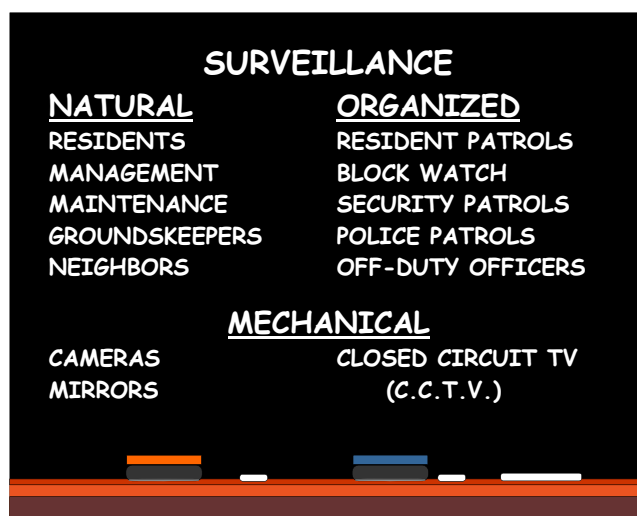 SURVEILLANCE
NATURAL
RESIDENTS
MANAGEMENT
MAINTENANCE
GROUNDSKEEPERS
NEIGHBORS
ORGANIZED
RESIDENT PATROLS
BLOCK WATCH
SECURITY PATROLS
POLICE PATROLS
OFF-DUTY OFFICERS
MECHANICAL
CAMERAS
MIRRORS
CLOSED CIRCUIT TV
(C.C.T.V.)